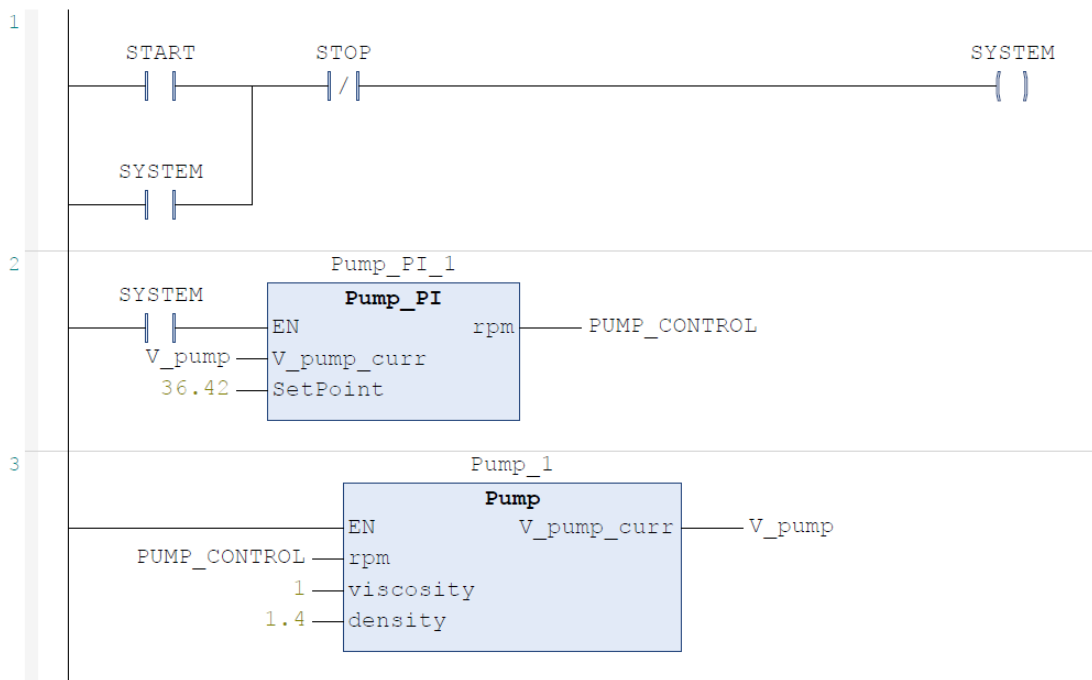 1
START STOP SYSTEM
/
SYSTEM
2 Pump_PI_1
SYSTEM Pump_PI
EN rpm PUMP_CONTROL
V_pump V_pump_curr
36.42 SetPoint
3 Pump_1
Pump
EN V_pump_curr V_pump
PUMP_CONTROL rpm
1 viscosity
1.4 density